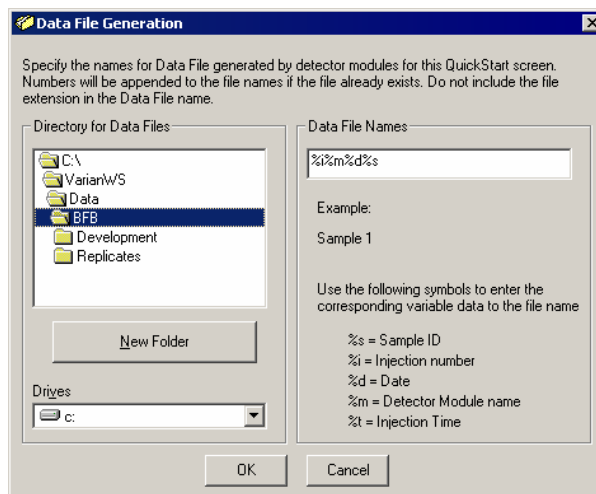 Data File Generation
Specify the names for Data File generated by detector modules for this QuickStart screen.
Numbers will be appended to the file names if the file already exists. Do not include the file
extension in the Data File name.
Directory for Data Files
C:\
VarianWS
Data
BFB
Development
Replicates
New Folder
Drives
c:
Data File Names
%i%m%d%s
Example:
Sample 1
Use the following symbols to enter the
corresponding variable data to the file name
%s = Sample ID
%i = Injection number
%d = Date
%m = Detector Module name
%t = Injection Time
OK
Cancel